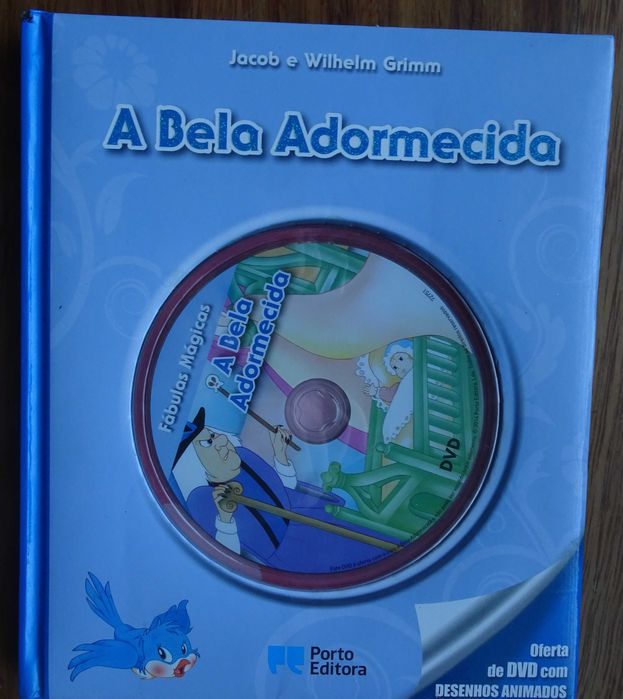 Jacob e Wilhelm Grimm
A Bela Adormecida
Fábulas Mágicas
A Bela
Adormecida
DVD
Porto
Editora
Oferta
de DVD com
DESENHOS ANIMADOS